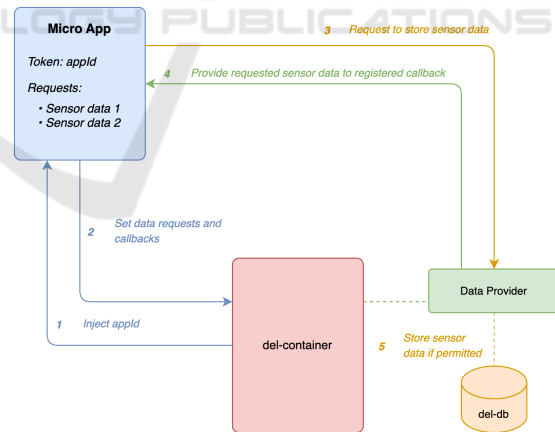 LOGY PUBLICATIONS
Micro App
3 Request to store sensor data
Token: appId
4 Provide requested sensor data to registered callback
Requests:
• Sensor data 1
• Sensor data 2
2 Set data requests and
callbacks
Data Provider
1 Inject appId
del-container
5 Store sensor
data if permitted
del-db